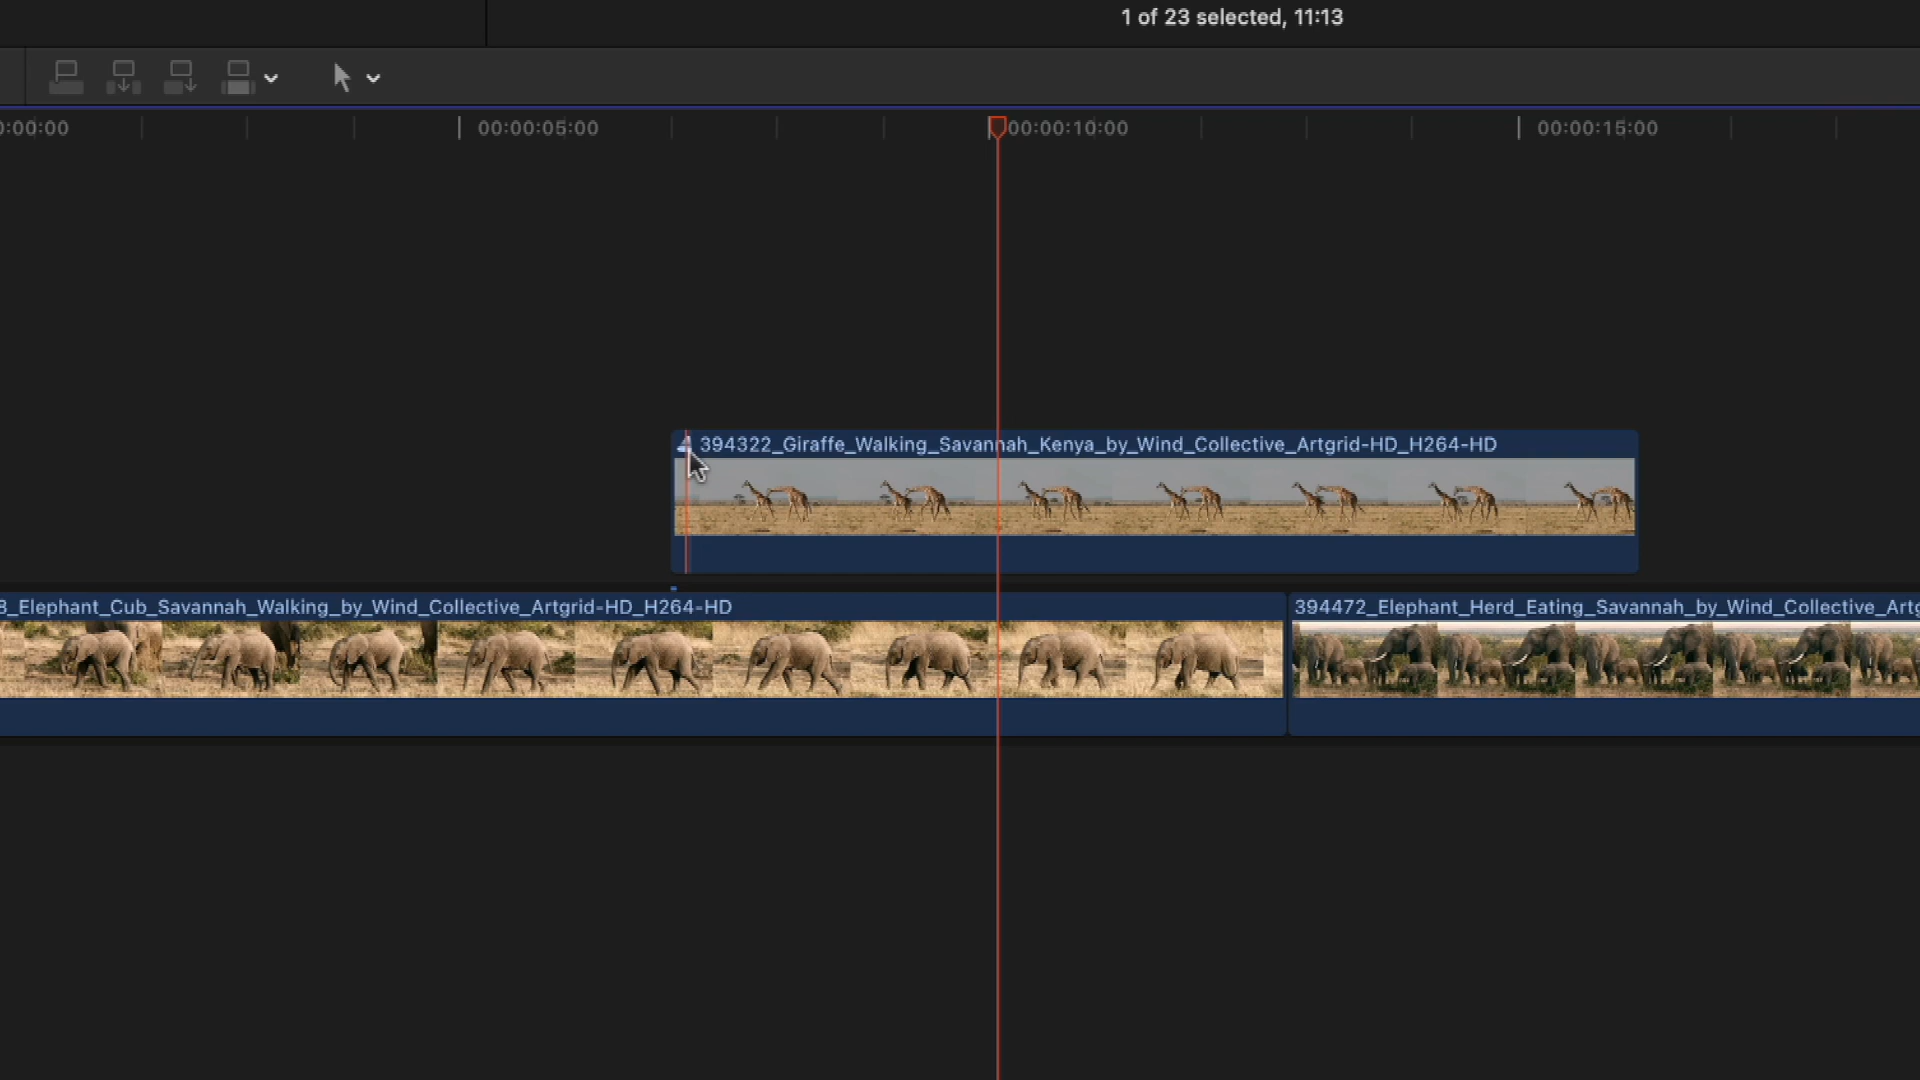 1 of 23 selected, 11:13
0:00:00
00:00:05:00
00:00:10:00
00:00:15:00
394322_Giraffe_Walking_Savannah_Kenya_by_Wind_Collective_Artgrid-HD_H264-HD
8_Elephant_Cub_Savannah_Walking_by_Wind_Collective_Artgrid-HD_H264-HD
394472_Elephant_Herd_Eating_Savannah_by_Wind_Collective_Artg